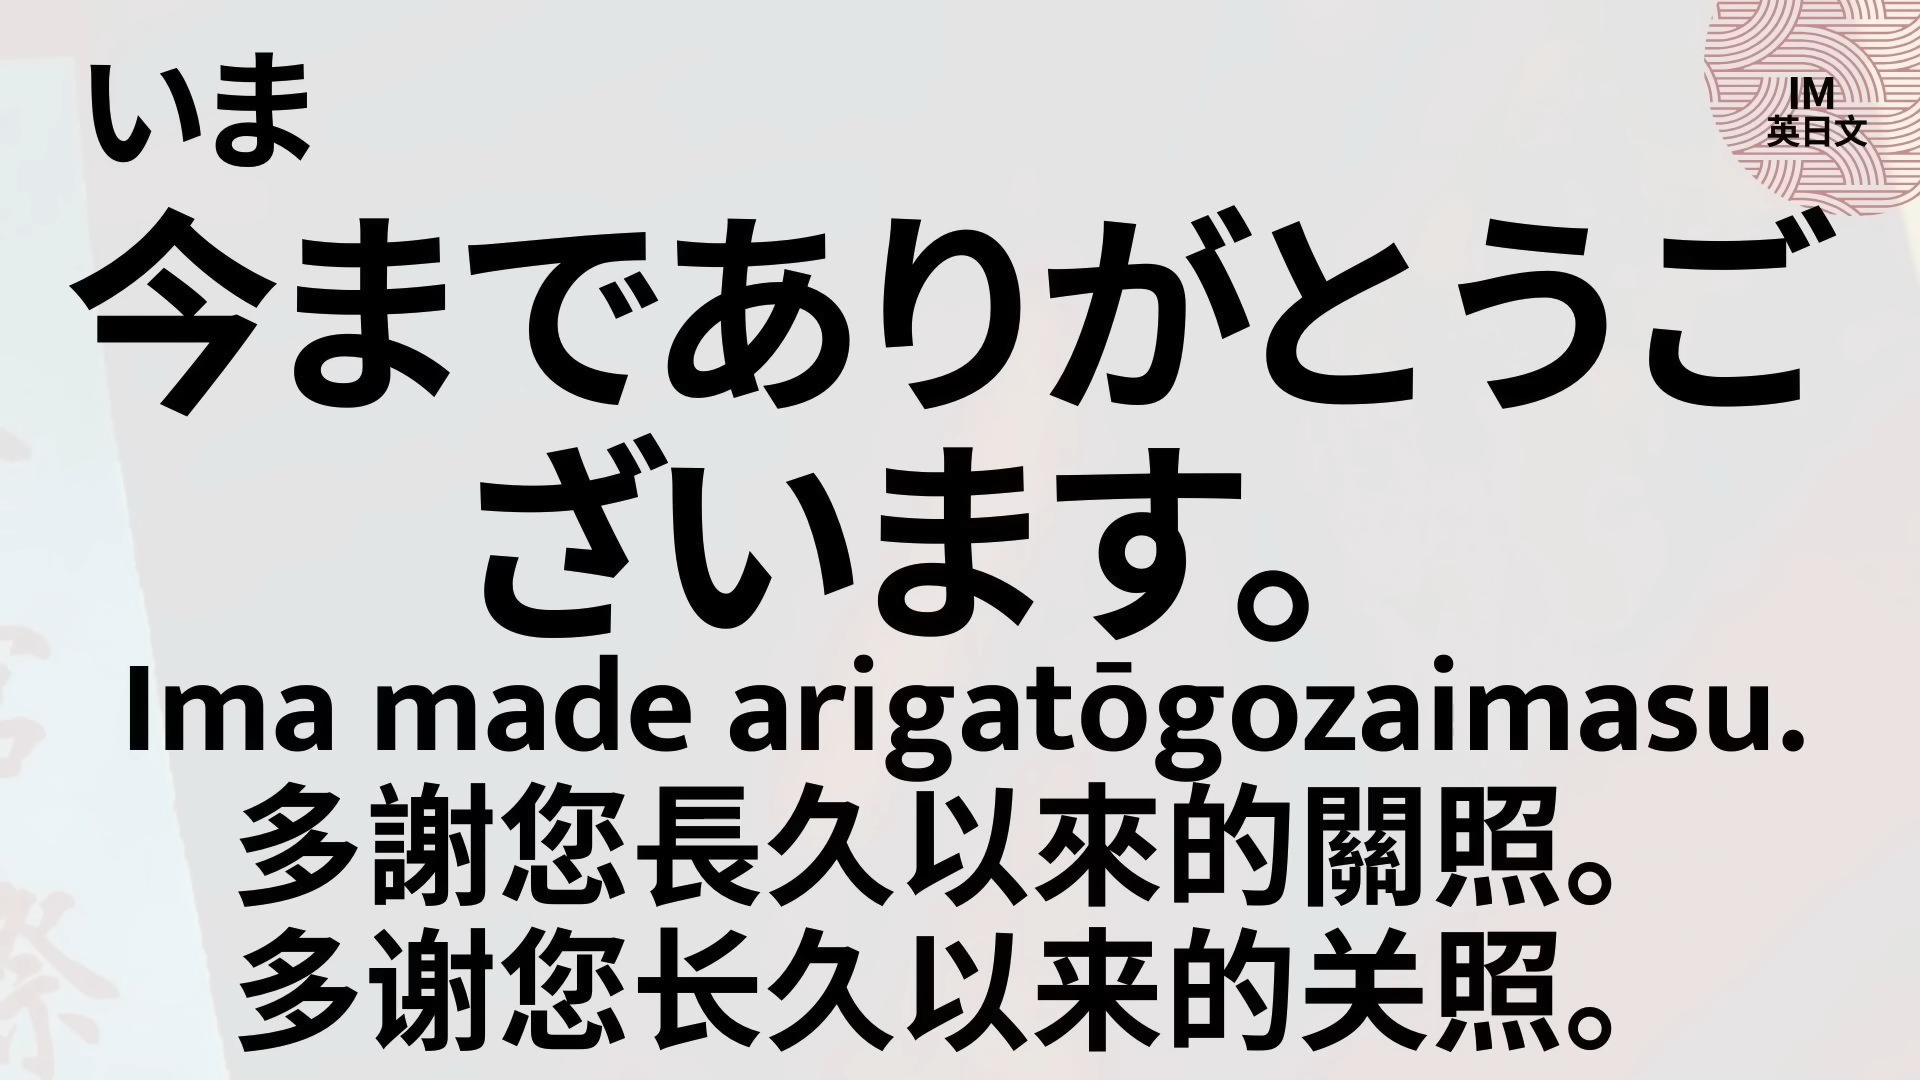 いま
IM
英日文
今までありがとうご
ざいます。
Ima made arigatōgozaimasu.
多謝您長久以來的關照。
多谢您长久以来的关照。